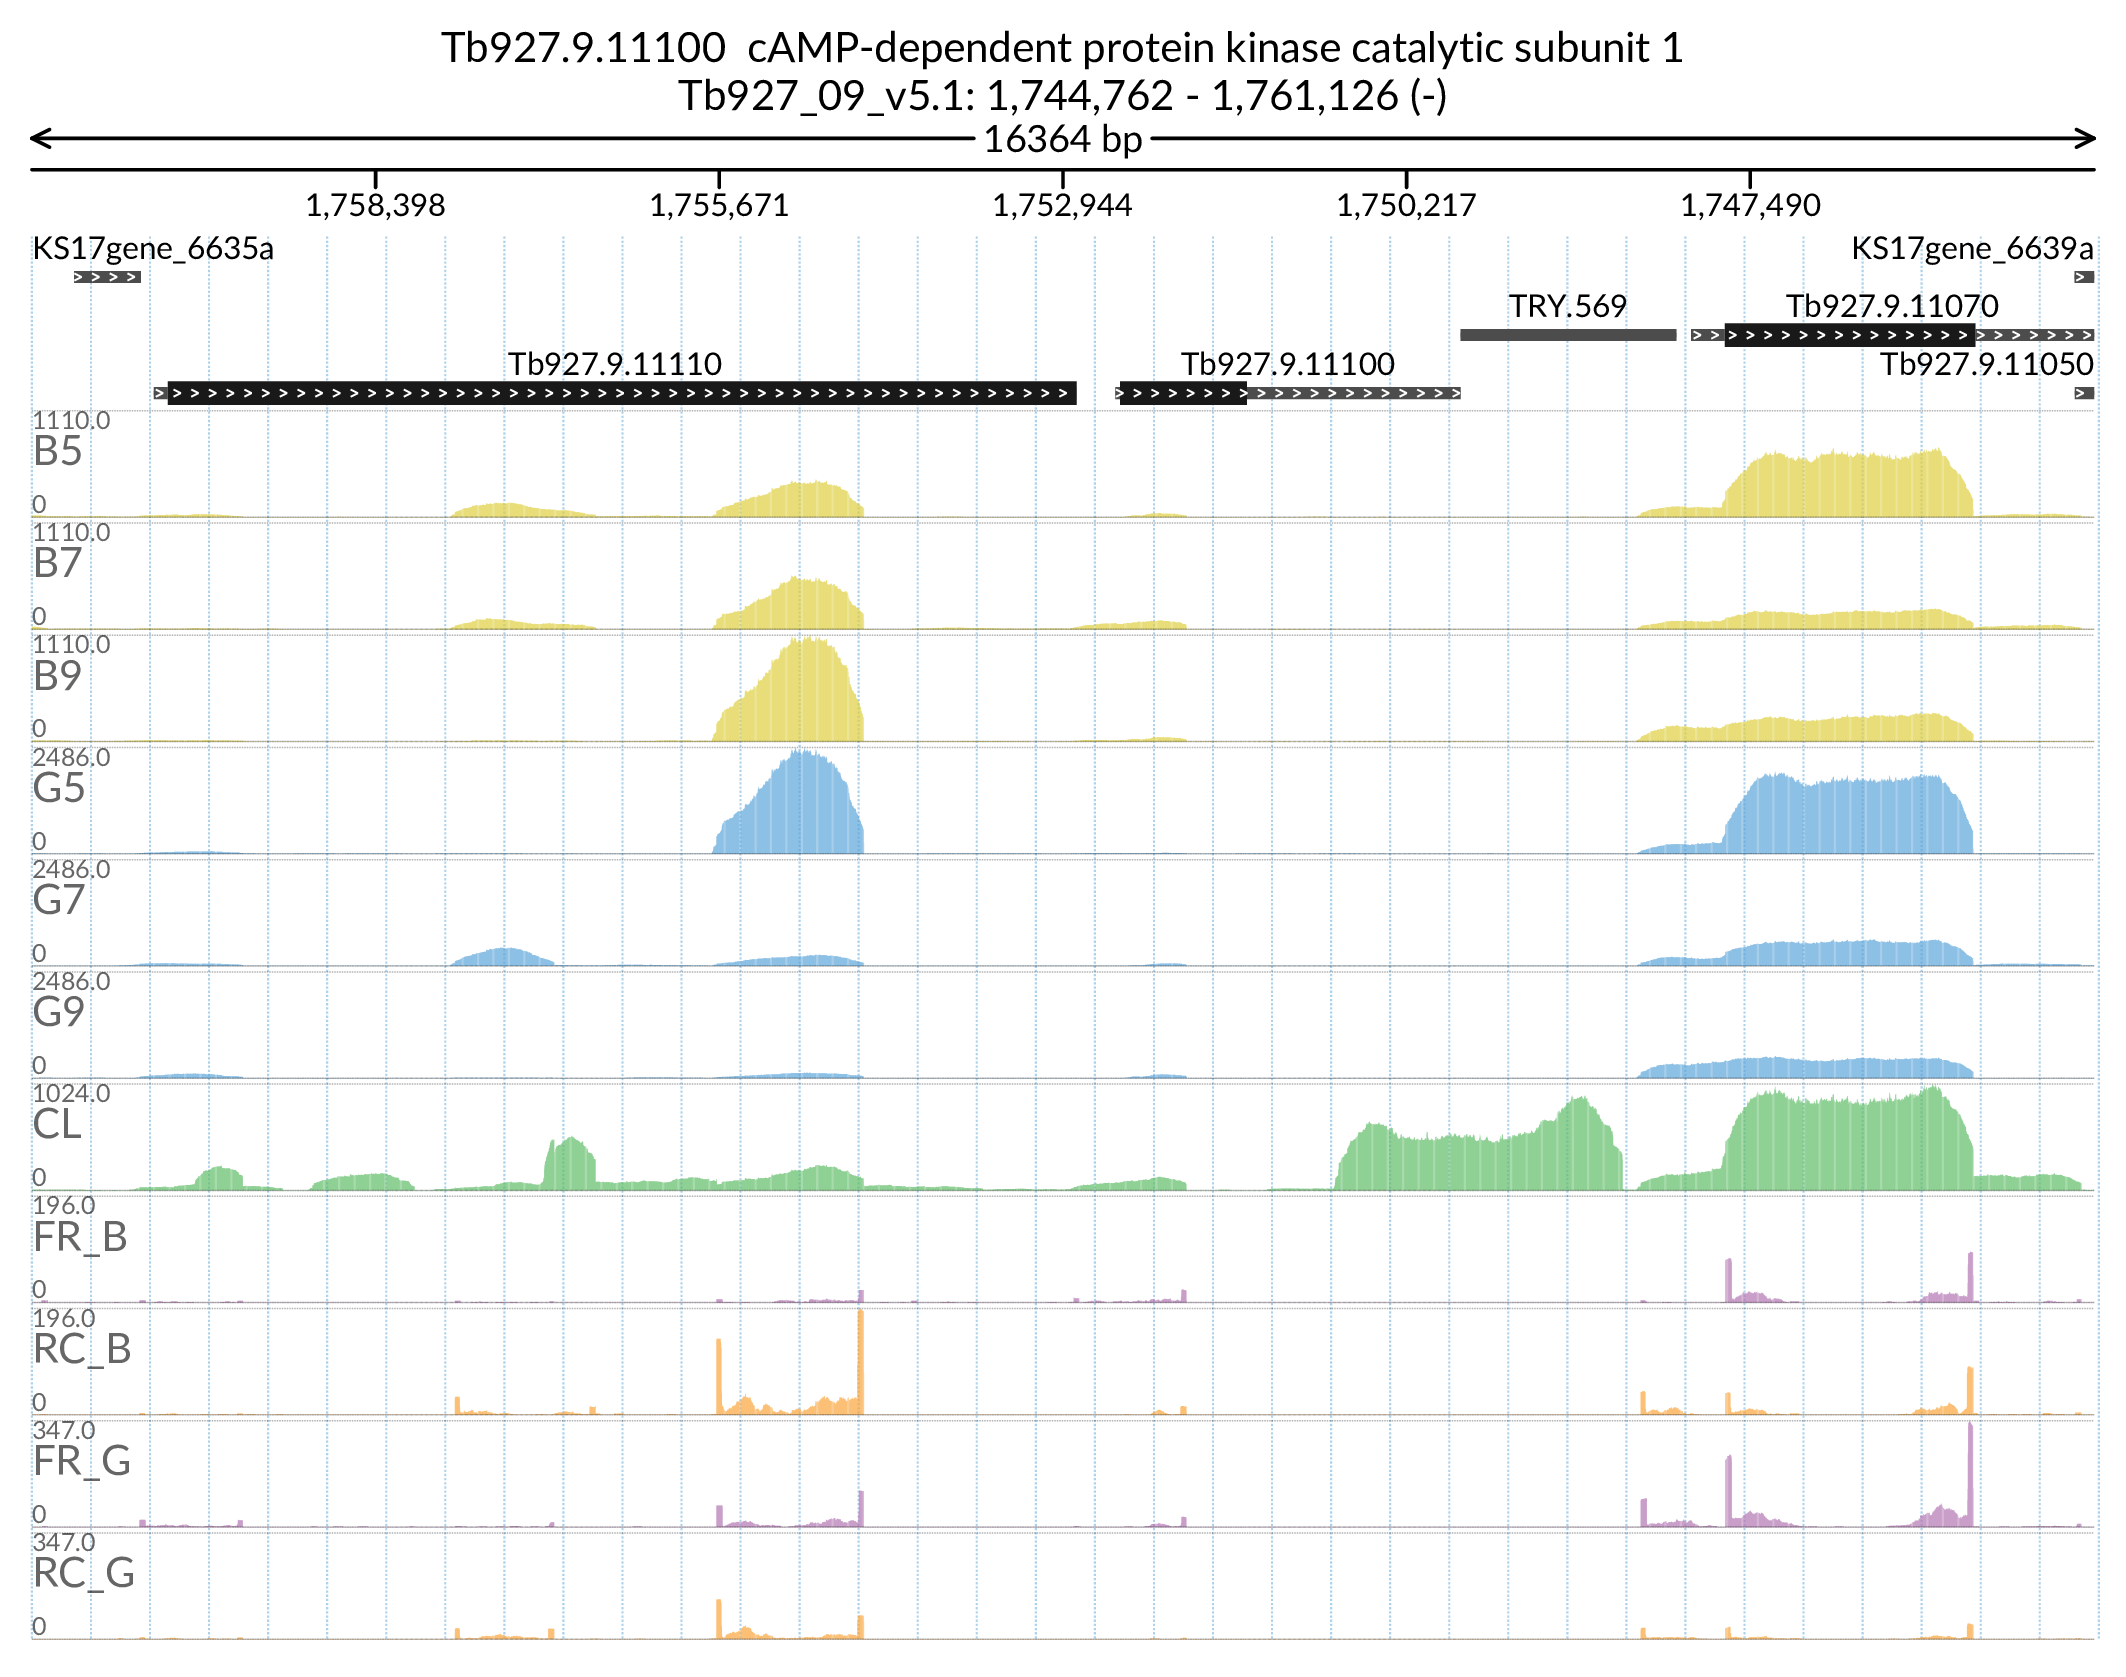 Tb927.9.11100  cAMP-dependent protein kinase catalytic subunit 1
Tb927_09_v5.1: 1,744,762 - 1,761,126 (-)
16364 bp
1,758,398 1,755,671 1,752,944 1,750,217 1,747,490
KS17gene_6635a KS17gene_6639a
TRY.569 Tb927.9.11070
Tb927.9.11110 Tb927.9.11100 Tb927.9.11050
1110.0
B5
0
1110.0
B7
0
1110.0
B9
0
2486.0
G5
0
2486.0
G7
0
2486.0
G9
0
1024.0
CL
0
196.0
FR_B
0
196.0
RC_B
0
347.0
FR_G
0
347.0
RC_G
0